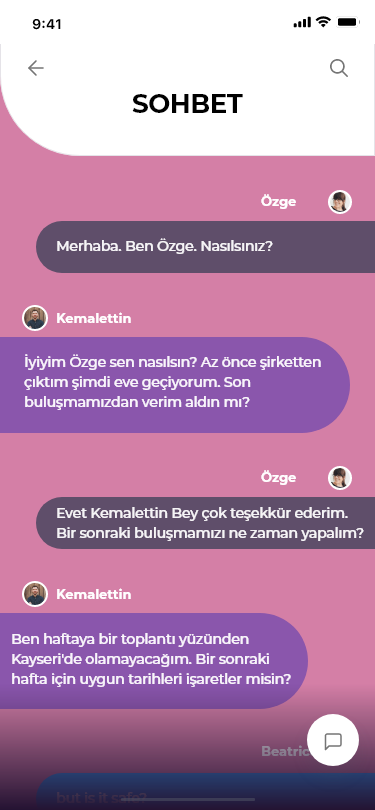 9:41
SOHBET
Özge
Merhaba. Ben Özge. Nasılsınız?
Kemalettin
İyiyim Özge sen nasılsın? Az önce şirketten
çıktım şimdi eve geçiyorum. Son
buluşmamızdan verim aldın mı?
Özge
Evet Kemalettin Bey çok teşekkür ederim.
Bir sonraki buluşmamızı ne zaman yapalım?
Kemalettin
Ben haftaya bir toplantı yüzünden
Kayseri'de olamayacağım. Bir sonraki
hafta için uygun tarihleri işaretler misin?
Beatric
but is it safe?